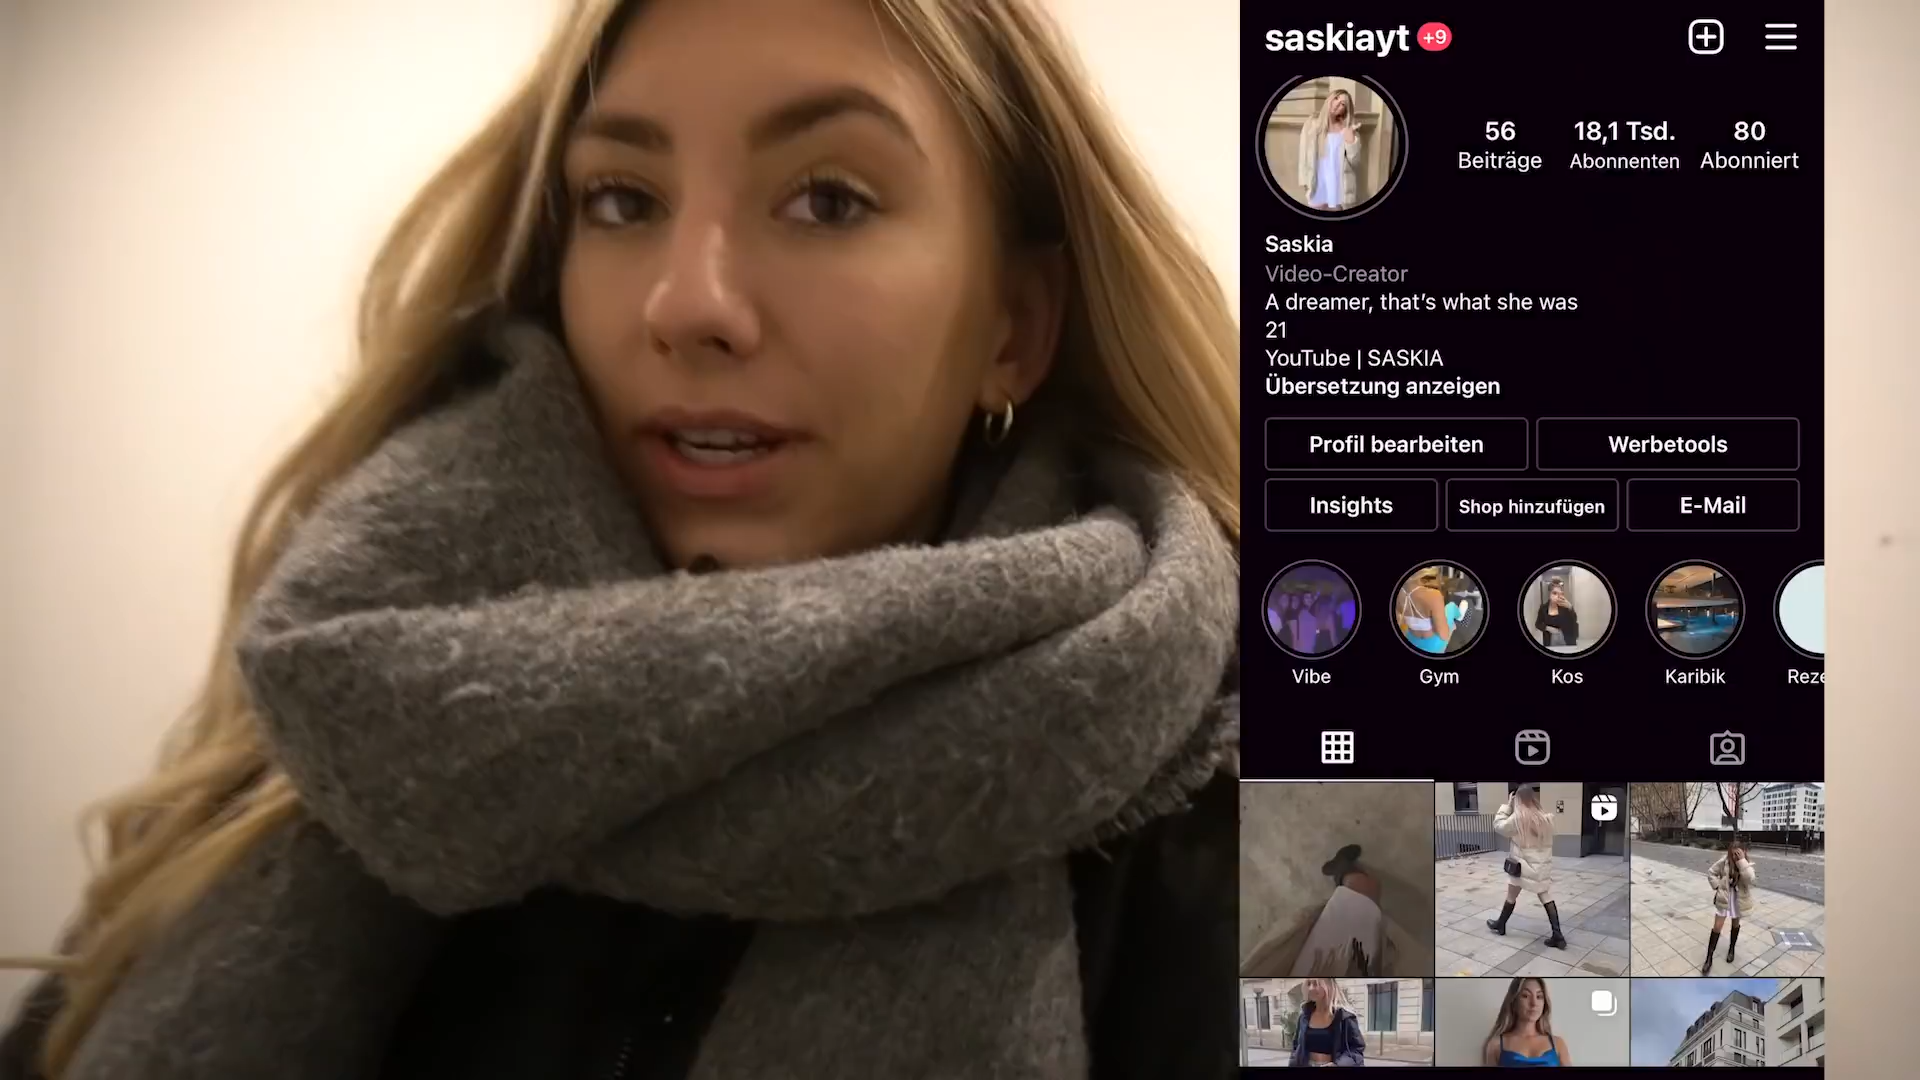 saskiayt +9
56 18,1 Tsd. 80
Beiträge Abonnenten Abonniert
Saskia
Video-Creator
A dreamer, that’s what she was
21
YouTube | SASKIA
Übersetzung anzeigen
Profil bearbeiten Werbetools
Insights Shop hinzufügen E-Mail
Vibe Gym Kos Karibik Reze